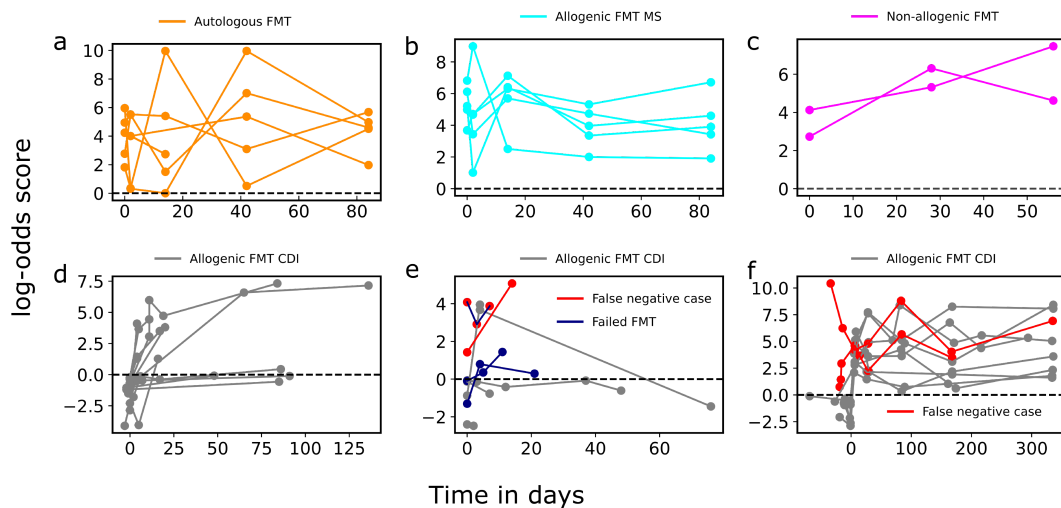 Autologous FMT
Allogenic FMT MS
Non-allogenic FMT
a
b
c
10
8
6
4
2
0
0 20 40 60 80
8
6
4
2
0
0 20 40 60 80
6
4
2
0
0 10 20 30 40 50
log-odds score
d
Allogenic FMT CDI
e
Allogenic FMT CDI
f
Allogenic FMT CDI
7.5
5.0
2.5
0.0
−2.5
0 25 50 75 100 125
4
2
0
−2
False negative case
Failed FMT
0 20 40 60
10.0
7.5
5.0
2.5
0.0
−2.5
False negative case
0 100 200 300
Time in days